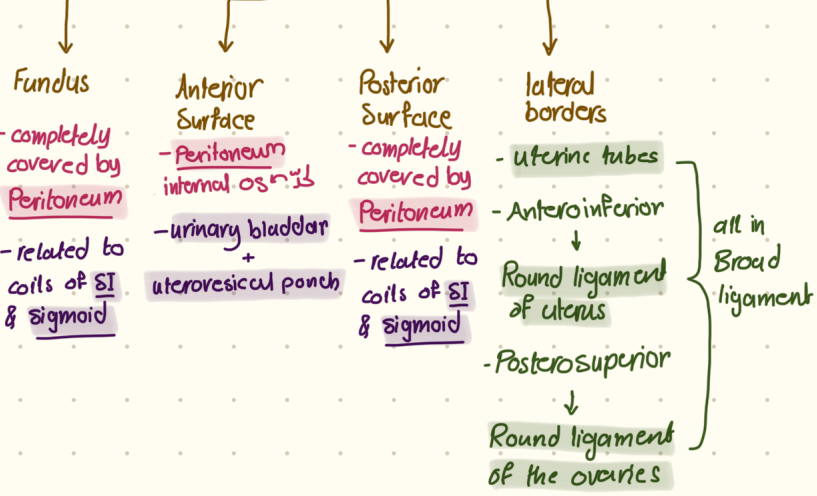 Fundus
- completely
covered by
Peritoneum
- related to
coils of SI
& sigmoid
Anterior
Surface
- Peritoneum
internal os
- urinary bladdar
+
uterovesical pouch
Posterior
Surface
- completely
covered by
Peritoneum
- related to
coils of SI
& sigmoid
lateral
borders
- uterine tubes
- Anteroinferior
↓
Round ligament
of uterus
- Posterosuperior
↓
Round ligament
of the ovaries
all in
Broad
ligament